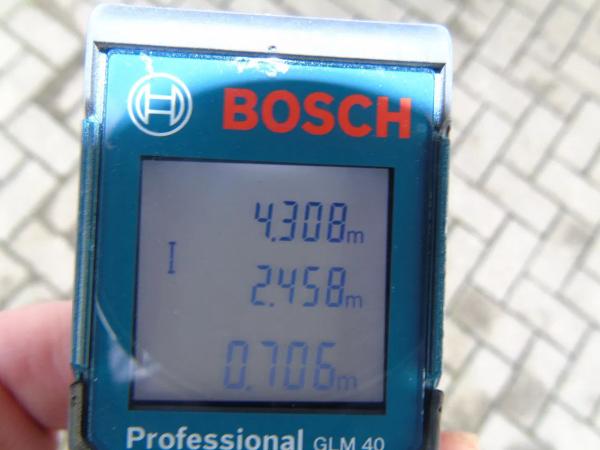 BOSCH
4.308m
2.458m
0.706m
Professional GLM 40